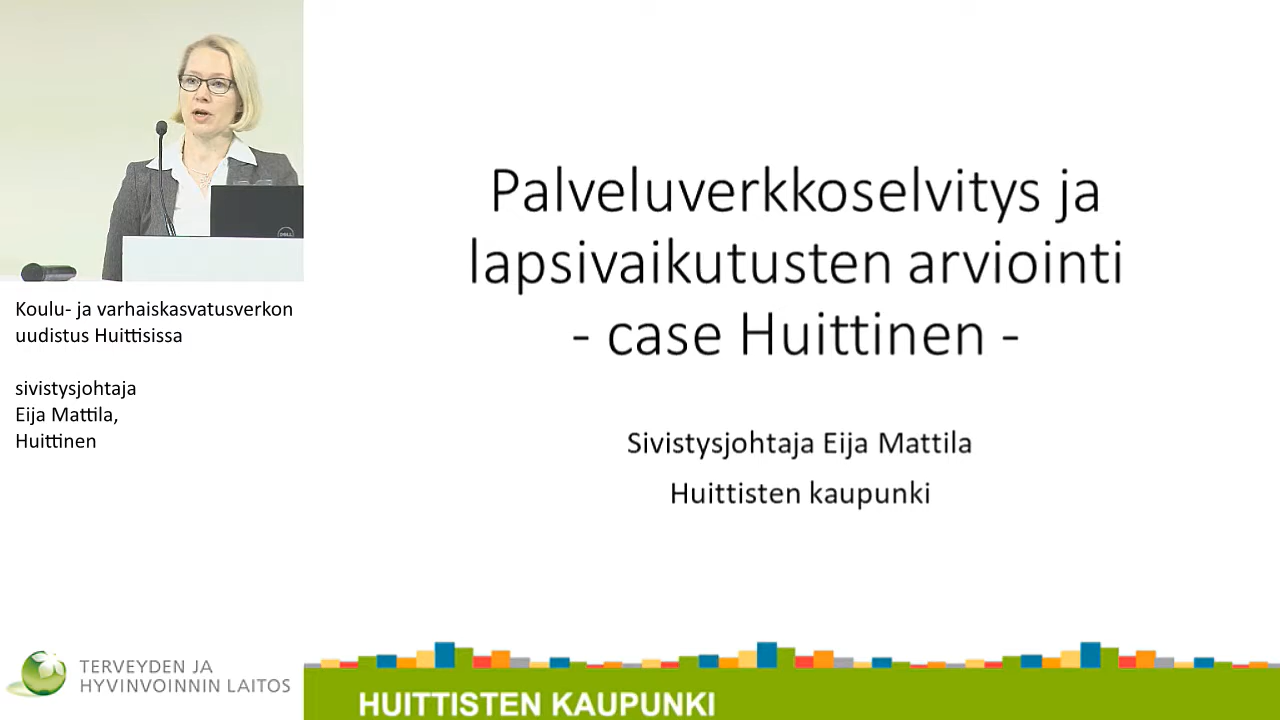 Palveluverkkoselvitys ja
lapsivaikutusten arviointi
- case Huittinen -
Sivistysjohtaja Eija Mattila
Huittisten kaupunki
DELL
Koulu- ja varhaiskasvatusverkon
uudistus Huittisissa
sivistysjohtaja
Eija Mattila,
Huittinen
TERVEYDEN JA
HYVINVOINNIN LAITOS
HUITTISTEN KAUPUNKI